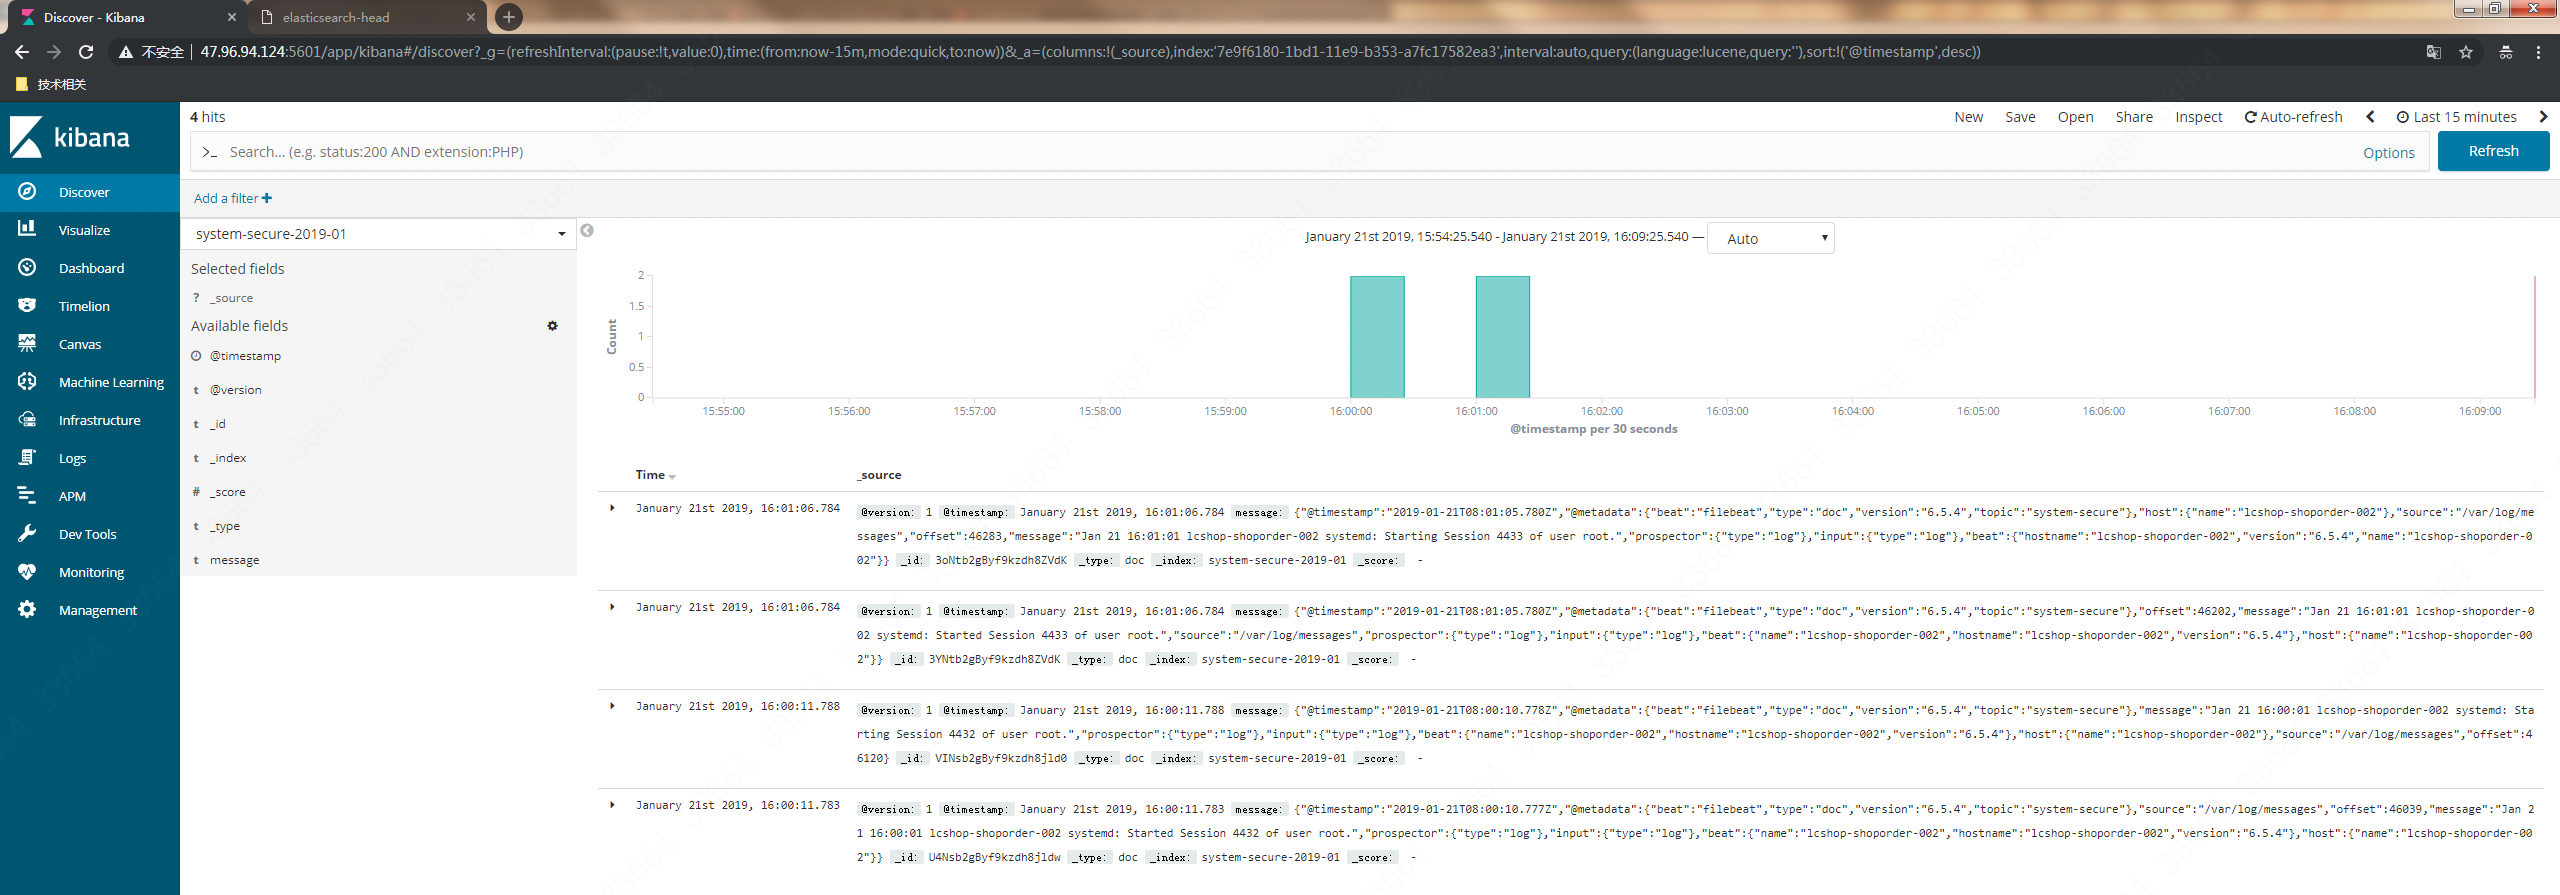 Discover - Kibana
elasticsearch-head
不安全 | 47.96.94.124:5601/app/kibana#/discover?_g=(refreshInterval:(pause:!t,value:0),time:(from:now-15m,mode:quick,to:now))&_a=(columns:!(_source),index:'7e9f6180-1bd1-11e9-b353-a7fc17582ea3',interval:auto,query:(language:lucene,query:''),sort:!('@timestamp',desc))
技术相关
kibana
Discover
Visualize
Dashboard
Timelion
Canvas
Machine Learning
Infrastructure
Logs
APM
Dev Tools
Monitoring
Management
4 hits
New Save Open Share Inspect Auto-refresh Last 15 minutes
>_ Search... (e.g. status:200 AND extension:PHP)
Options
Refresh
Add a filter +
system-secure-2019-01
Selected fields
? _source
Available fields
@timestamp
t @version
t _id
t _index
# _score
t _type
t message
January 21st 2019, 15:54:25.540 - January 21st 2019, 16:09:25.540 — Auto
Count
2
1.5
1
0.5
0
15:55:00 15:56:00 15:57:00 15:58:00 15:59:00 16:00:00 16:01:00 16:02:00 16:03:00 16:04:00 16:05:00 16:06:00 16:07:00 16:08:00 16:09:00
@timestamp per 30 seconds
Time _source
January 21st 2019, 16:01:06.784 @version: 1 @timestamp: January 21st 2019, 16:01:06.784 message: {"@timestamp":"2019-01-21T08:01:05.780Z","@metadata":{"beat":"filebeat","type":"doc","version":"6.5.4","topic":"system-secure"},"host":{"name":"lcshop-shoporder-002"},"source":"/var/log/me
ssages","offset":46283,"message":"Jan 21 16:01:01 lcshop-shoporder-002 systemd: Starting Session 4433 of user root.","prospector":{"type":"log"},"input":{"type":"log"},"beat":{"hostname":"lcshop-shoporder-002","version":"6.5.4","name":"lcshop-shoporder-0
02"}} _id: 3oNtb2gByf9kzdh8ZVdK _type: doc _index: system-secure-2019-01 _score: -
January 21st 2019, 16:01:06.784 @version: 1 @timestamp: January 21st 2019, 16:01:06.784 message: {"@timestamp":"2019-01-21T08:01:05.780Z","@metadata":{"beat":"filebeat","type":"doc","version":"6.5.4","topic":"system-secure"},"offset":46202,"message":"Jan 21 16:01:01 lcshop-shoporder-0
02 systemd: Started Session 4433 of user root.","source":"/var/log/messages","prospector":{"type":"log"},"input":{"type":"log"},"beat":{"name":"lcshop-shoporder-002","hostname":"lcshop-shoporder-002","version":"6.5.4"},"host":{"name":"lcshop-shoporder-00
2"}} _id: 3YNtb2gByf9kzdh8ZVdK _type: doc _index: system-secure-2019-01 _score: -
January 21st 2019, 16:00:11.788 @version: 1 @timestamp: January 21st 2019, 16:00:11.788 message: {"@timestamp":"2019-01-21T08:00:10.778Z","@metadata":{"beat":"filebeat","type":"doc","version":"6.5.4","topic":"system-secure"},"message":"Jan 21 16:00:01 lcshop-shoporder-002 systemd: Sta
rting Session 4432 of user root.","prospector":{"type":"log"},"input":{"type":"log"},"beat":{"name":"lcshop-shoporder-002","hostname":"lcshop-shoporder-002","version":"6.5.4"},"host":{"name":"lcshop-shoporder-002"},"source":"/var/log/messages","offset":4
6120} _id: VINsb2gByf9kzdh8jld0 _type: doc _index: system-secure-2019-01 _score: -
January 21st 2019, 16:00:11.783 @version: 1 @timestamp: January 21st 2019, 16:00:11.783 message: {"@timestamp":"2019-01-21T08:00:10.777Z","@metadata":{"beat":"filebeat","type":"doc","version":"6.5.4","topic":"system-secure"},"source":"/var/log/messages","offset":46039,"message":"Jan 2
1 16:00:01 lcshop-shoporder-002 systemd: Started Session 4432 of user root.","prospector":{"type":"log"},"input":{"type":"log"},"beat":{"name":"lcshop-shoporder-002","hostname":"lcshop-shoporder-002","version":"6.5.4"},"host":{"name":"lcshop-shoporder-00
2"}} _id: U4Nsb2gByf9kzdh8jldw _type: doc _index: system-secure-2019-01 _score: -